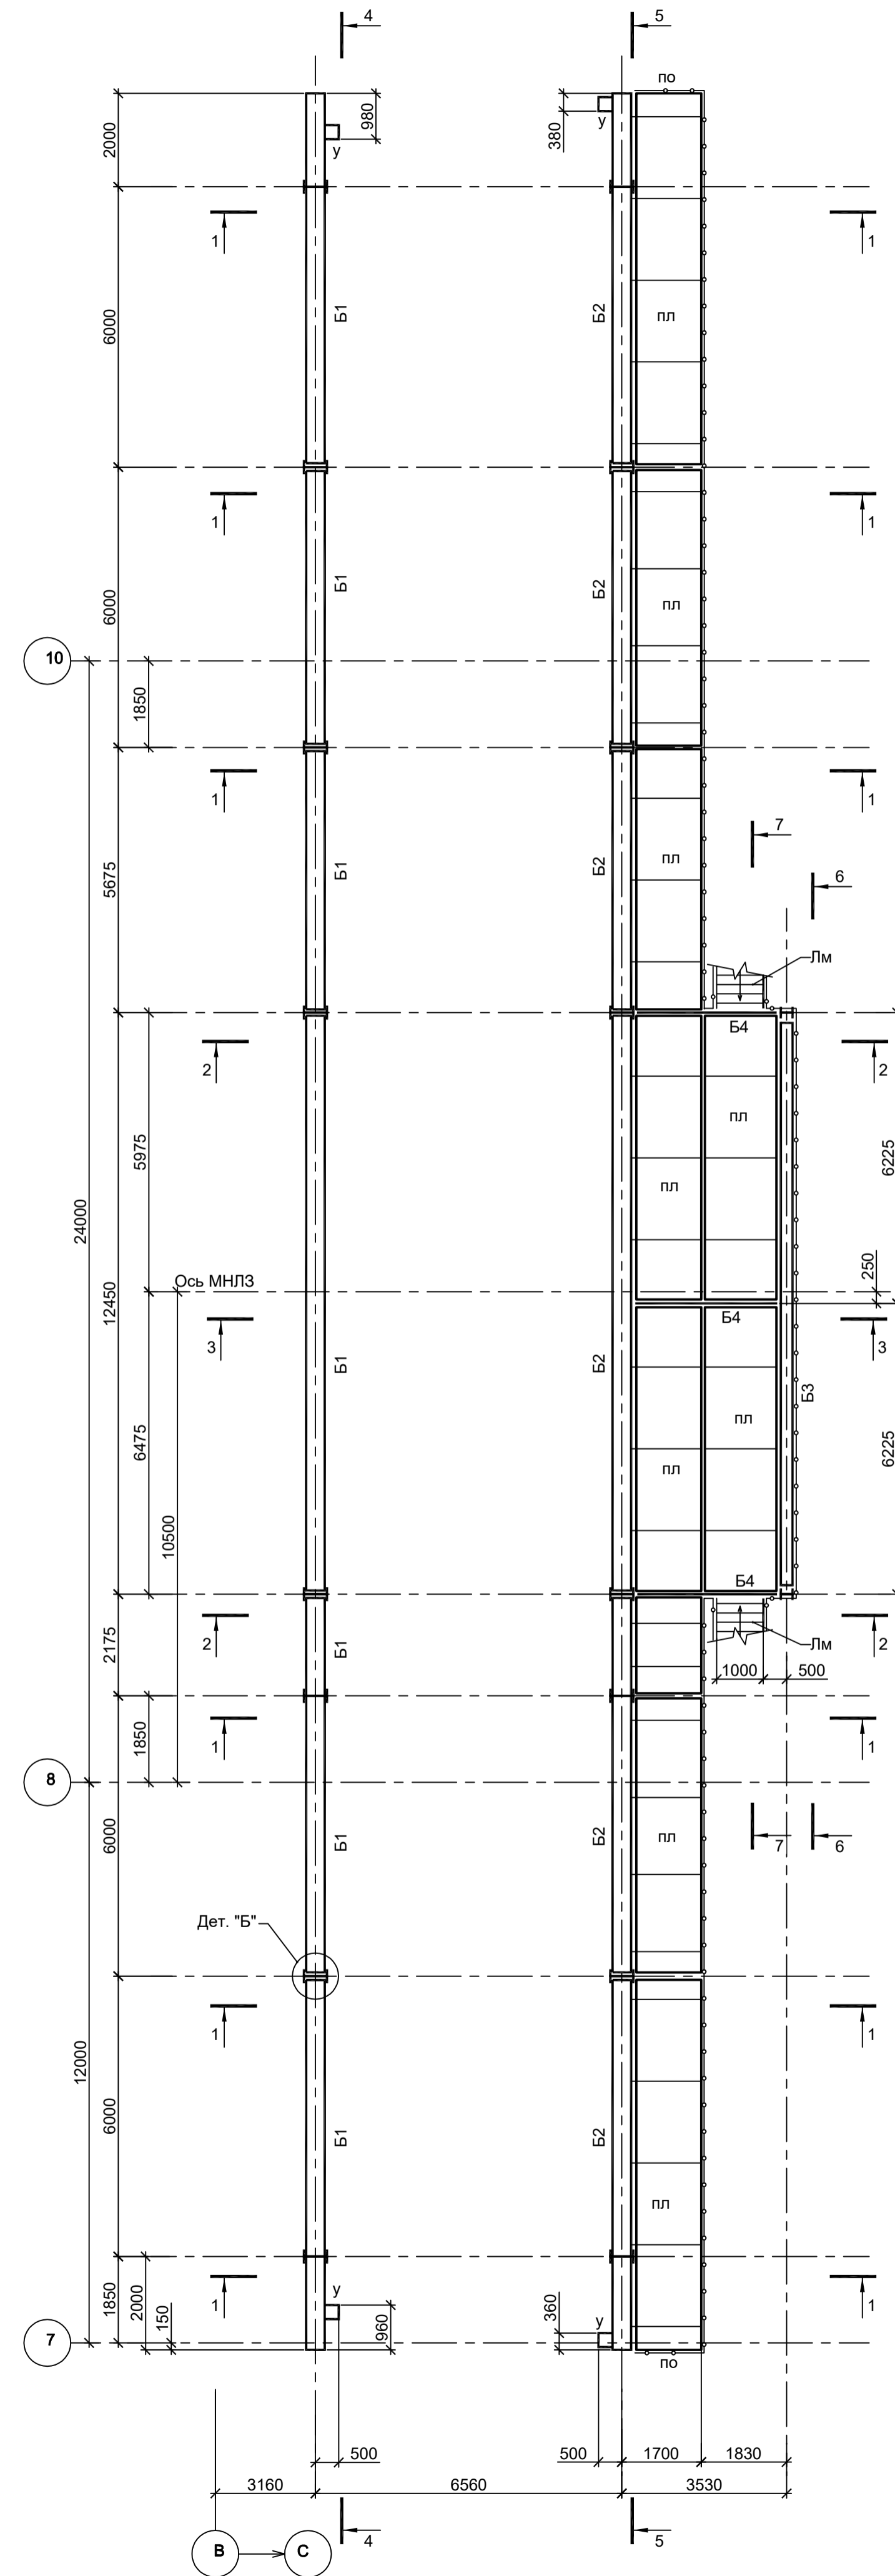 4
5
по
2000
980
380
у
у
1
1
6000
Б1
Б2
пл
1
1
6000
Б1
Б2
пл
10
1850
1
1
7
5675
Б1
Б2
пл
6
Лм
Б4
2
2
5975
пл
6225
пл
24000
250
Ось МНЛЗ
12450
Б4
3
3
Б1
Б2
Б3
пл
6475
пл
6225
10500
Б4
2175
2
Б1
2
Лм
1000
500
1850
1
1
8
6000
Б1
Б2
пл
7
6
Дет. "Б"
1
1
12000
6000
Б1
Б2
пл
1
1
1850
2000
150
у
960
360
у
7
по
500
500
1700
1830
3160
6560
3530
4
5
В
С